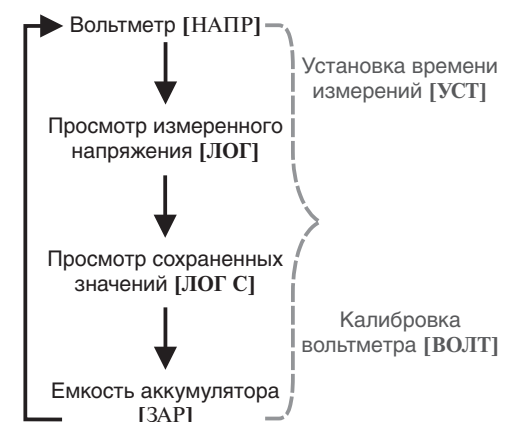 Вольтметр [НАПР]
Установка времени
измерений [УСТ]
Просмотр измеренного
напряжения [ЛОГ]
Просмотр сохраненных
значений [ЛОГ С]
Калибровка
вольтметра [ВОЛТ]
Емкость аккумулятора
[ЗАР]